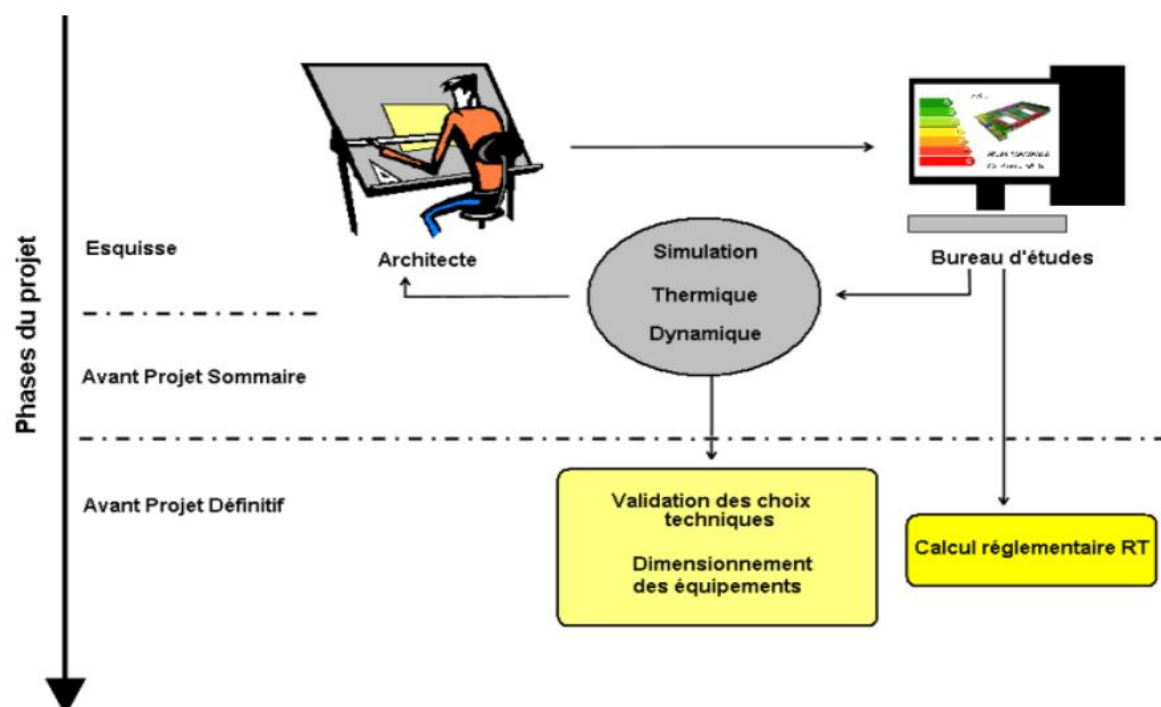 Phases du projet
Esquisse
Architecte
Simulation
Thermique
Dynamique
Bureau d'études
Avant Projet Sommaire
Avant Projet Définitif
Validation des choix
techniques
Dimensionnement
des équipements
Calcul réglementaire RT